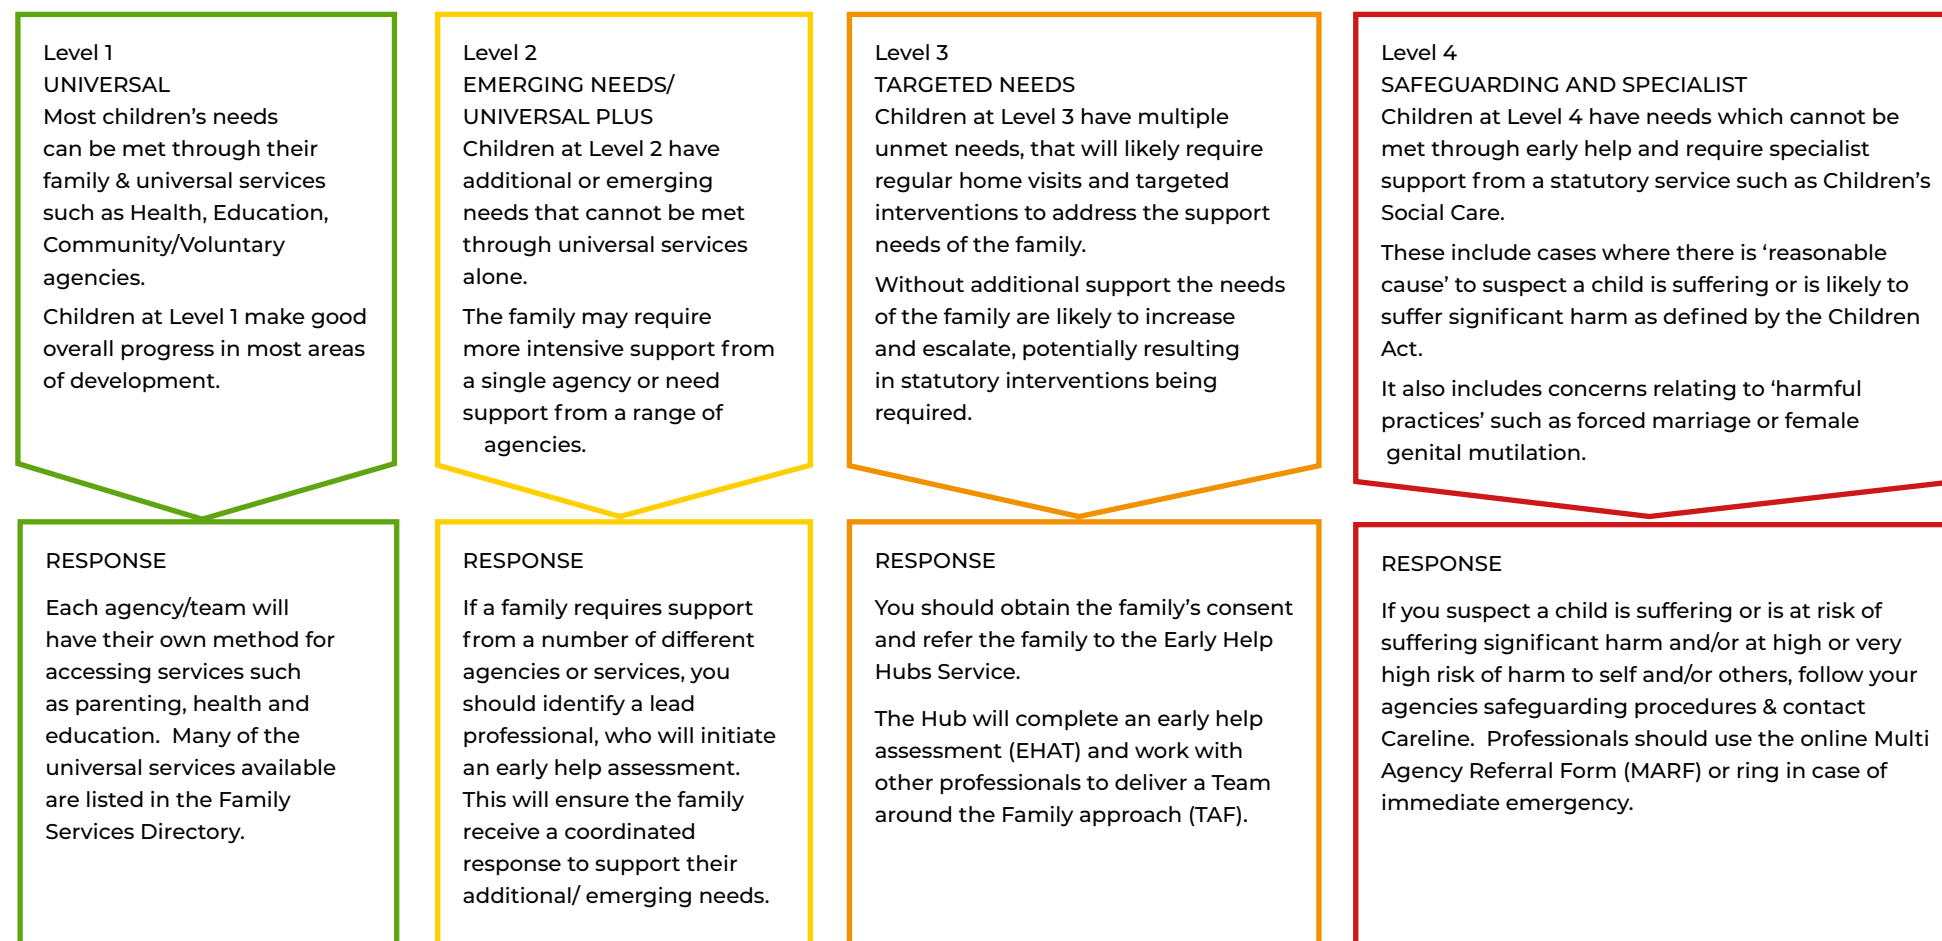 Level 1
UNIVERSAL
Most children’s needs
can be met through their
family & universal services
such as Health, Education,
Community/Voluntary
agencies.
Children at Level 1 make good
overall progress in most areas
of development.
RESPONSE
Each agency/team will
have their own method for
accessing services such
as parenting, health and
education.  Many of the
universal services available
are listed in the Family
Services Directory.
Level 2
EMERGING NEEDS/
UNIVERSAL PLUS
Children at Level 2 have
additional or emerging
needs that cannot be met
through universal services
alone.
The family may require
more intensive support from
a single agency or need
support from a range of
agencies.
RESPONSE
If a family requires support
from a number of different
agencies or services, you
should identify a lead
professional, who will initiate
an early help assessment.
This will ensure the family
receive a coordinated
response to support their
additional/ emerging needs.
Level 3
TARGETED NEEDS
Children at Level 3 have multiple
unmet needs, that will likely require
regular home visits and targeted
interventions to address the support
needs of the family.
Without additional support the needs
of the family are likely to increase
and escalate, potentially resulting
in statutory interventions being
required.
RESPONSE
You should obtain the family’s consent
and refer the family to the Early Help
Hubs Service.
The Hub will complete an early help
assessment (EHAT) and work with
other professionals to deliver a Team
around the Family approach (TAF).
Level 4
SAFEGUARDING AND SPECIALIST
Children at Level 4 have needs which cannot be
met through early help and require specialist
support from a statutory service such as Children’s
Social Care.
These include cases where there is ‘reasonable
cause’ to suspect a child is suffering or is likely to
suffer significant harm as defined by the Children
Act.
It also includes concerns relating to ‘harmful
practices’ such as forced marriage or female
genital mutilation.
RESPONSE
If you suspect a child is suffering or is at risk of
suffering significant harm and/or at high or very
high risk of harm to self and/or others, follow your
agencies safeguarding procedures & contact
Careline.  Professionals should use the online Multi
Agency Referral Form (MARF) or ring in case of
immediate emergency.